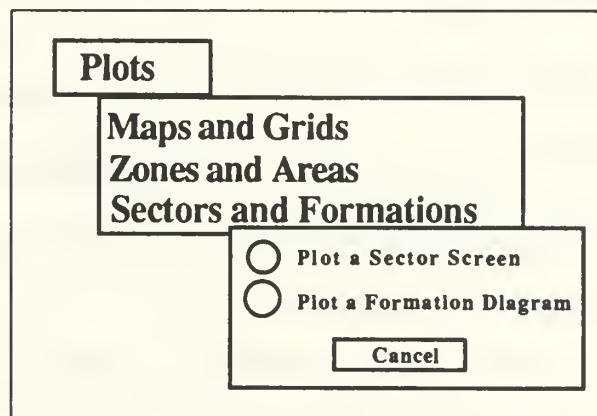 Plots
Maps and Grids
Zones and Areas
Sectors and Formations
Plot a Sector Screen
Plot a Formation Diagram
Cancel